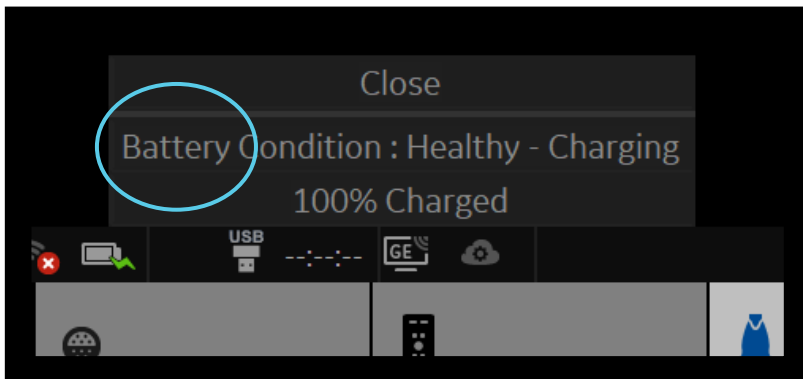 Close
Battery Condition : Healthy - Charging
100% Charged
USB
--:--:--
GE